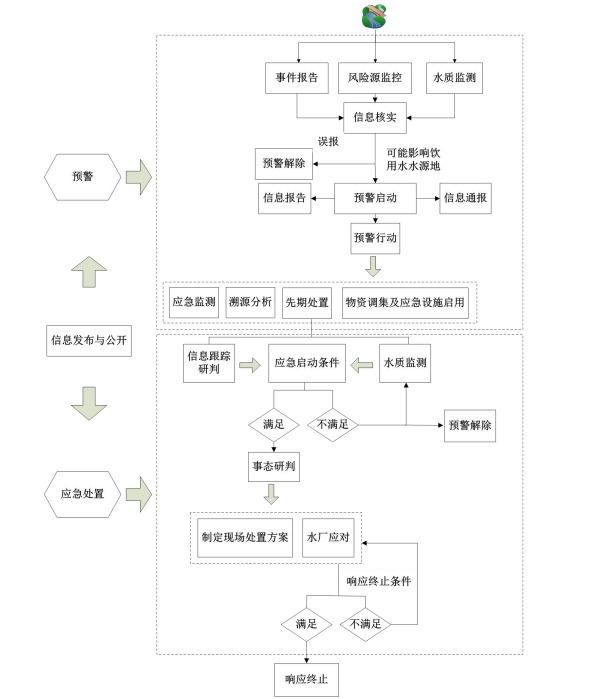 事件报告
风险源监控
水质监测
信息核实
误报
可能影响饮
用水水源地
预警解除
预警
信息报告
预警启动
信息通报
预警行动
应急监测
溯源分析
先期处置
物资调集及应急设施启用
信息发布与公开
信息跟踪
研判
应急启动条件
水质监测
满足
不满足
预警解除
事态研判
应急处置
制定现场处置方案
水厂应对
响应终止条件
满足
不满足
响应终止